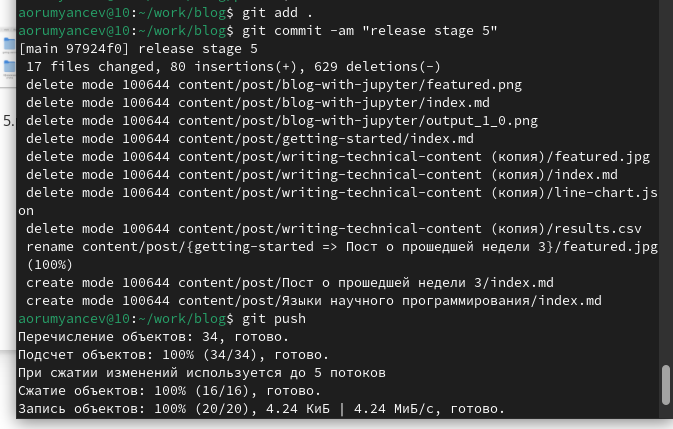 aorumyancev@10:~/work/blog$ git add .
aorumyancev@10:~/work/blog$ git commit -am "release stage 5"
[main 97924f0] release stage 5
 17 files changed, 80 insertions(+), 629 deletions(-)
 delete mode 100644 content/post/blog-with-jupyter/featured.png
 delete mode 100644 content/post/blog-with-jupyter/index.md
 delete mode 100644 content/post/blog-with-jupyter/output_1_0.png
 delete mode 100644 content/post/getting-started/index.md
 delete mode 100644 content/post/writing-technical-content (копия)/featured.jpg
 delete mode 100644 content/post/writing-technical-content (копия)/index.md
 delete mode 100644 content/post/writing-technical-content (копия)/line-chart.js
on
 delete mode 100644 content/post/writing-technical-content (копия)/results.csv
 rename content/post/{getting-started => Пост о прошедшей недели 3}/featured.jpg
 (100%)
 create mode 100644 content/post/Пост о прошедшей недели 3/index.md
 create mode 100644 content/post/Языки научного программирования/index.md
aorumyancev@10:~/work/blog$ git push
Перечисление объектов: 34, готово.
Подсчет объектов: 100% (34/34), готово.
При сжатии изменений используется до 5 потоков
Сжатие объектов: 100% (16/16), готово.
Запись объектов: 100% (20/20), 4.24 КиБ | 4.24 МиБ/с, готово.
5.